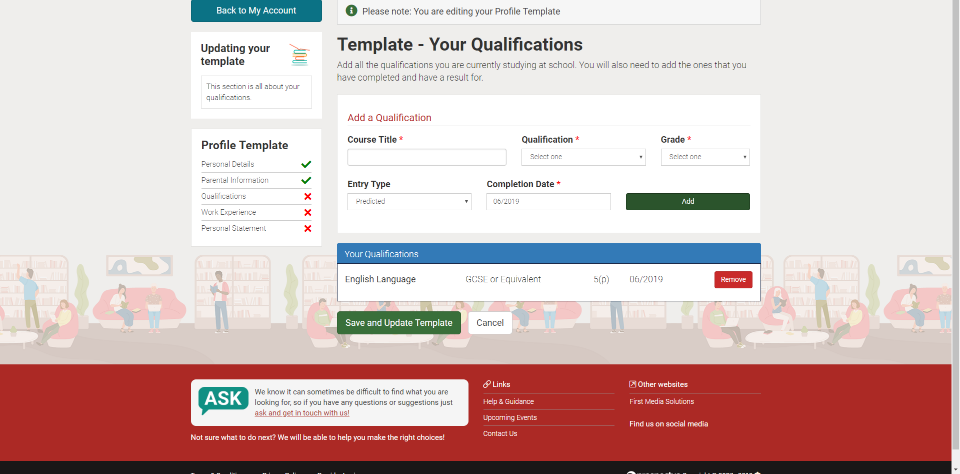 Back to My Account
Please note: You are editing your Profile Template
Updating your
template
This section is all about your
qualifications.
Profile Template
Personal Details
Parental Information
Qualifications
Work Experience
Personal Statement
Template - Your Qualifications
Add all the qualifications you are currently studying at school. You will also need to add the ones that you
have completed and have a result for.
Add a Qualification
Course Title *
Qualification *
Grade *
Select one
Select one
Entry Type
Completion Date *
Predicted
06/2019
Add
Your Qualifications
English Language GCSE or Equivalent 5(p) 06/2019 Remove
Save and Update Template
Cancel
ASK
We know it can sometimes be difficult to find what you are
looking for, so if you have any questions or suggestions just
ask and get in touch with us!
Not sure what to do next? We will be able to help you make the right choices!
Links
Help & Guidance
Upcoming Events
Contact Us
Other websites
First Media Solutions
Find us on social media